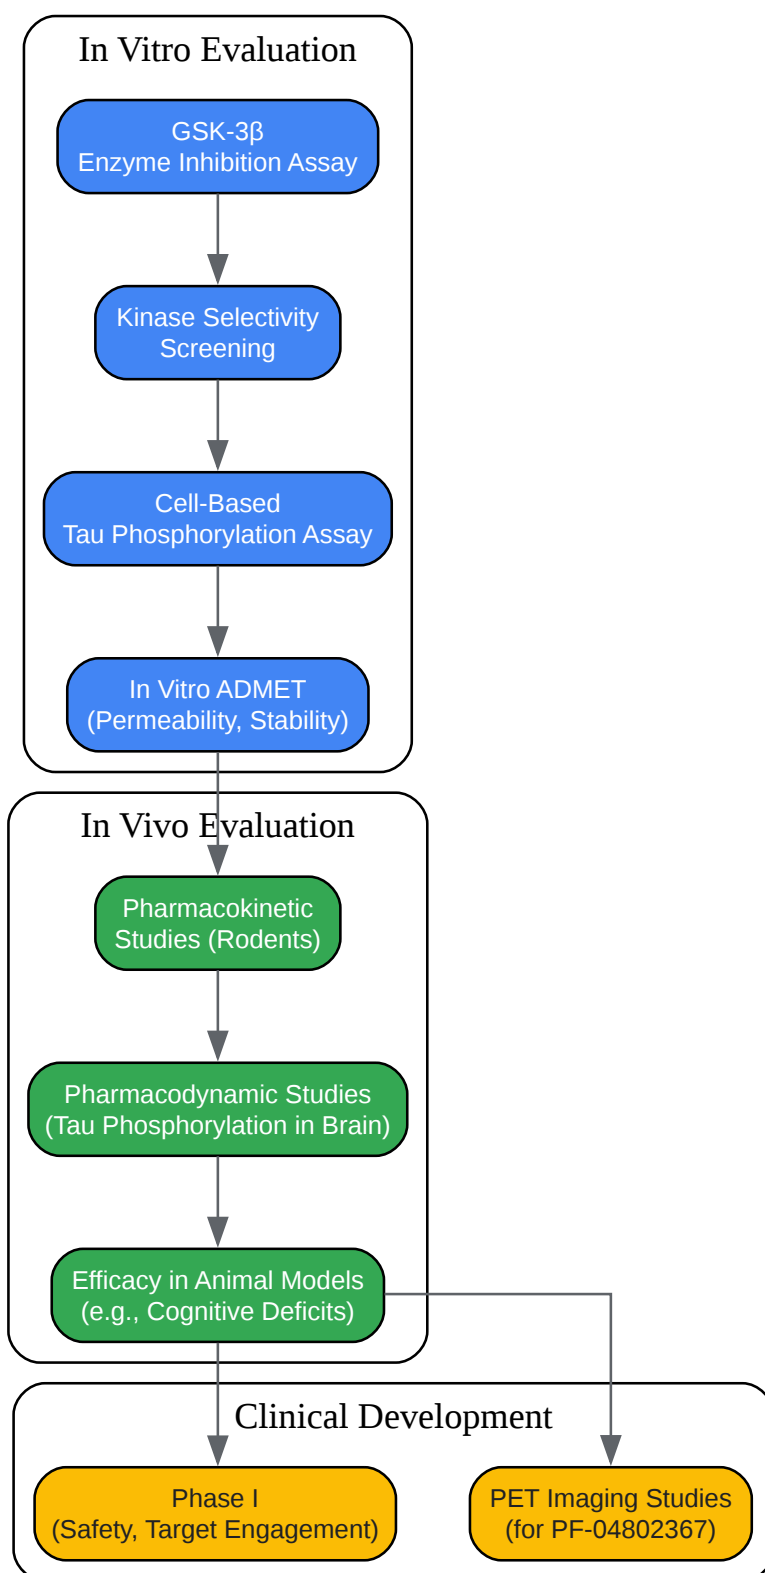 In Vitro Evaluation
GSK-3β
Enzyme Inhibition Assay
Kinase Selectivity
Screening
Cell-Based
Tau Phosphorylation Assay
In Vitro ADMET
(Permeability, Stability)
In Vivo Evaluation
Pharmacokinetic
Studies (Rodents)
Pharmacodynamic Studies
(Tau Phosphorylation in Brain)
Efficacy in Animal Models
(e.g., Cognitive Deficits)
Clinical Development
Phase I
(Safety, Target Engagement)
PET Imaging Studies
(for PF-04802367)